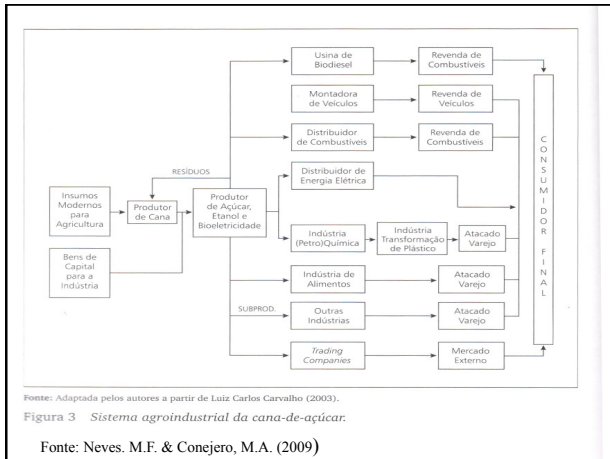 Usina de
Biodiesel
Revenda de
Combustíveis
Montadora
de Veículos
Revenda de
Veículos
Distribuidor
de Combustíveis
Revenda de
Combustíveis
RESÍDUOS
Distribuidor de
Energia Elétrica
Insumos
Modernos
para
Agricultura
Produtor
de Cana
Produtor
de Açúcar,
Etanol e
Bioeletricidade
Indústria
(Petro)Química
Indústria
Transformação
de Plástico
Atacado
Varejo
Bens de
Capital
para a
Indústria
Indústria de
Alimentos
Atacado
Varejo
SUBPROD.
Outras
Indústrias
Atacado
Varejo
Trading
Companies
Mercado
Externo
CONSUMIDOR FINAL
Fonte: Adaptada pelos autores a partir de Luiz Carlos Carvalho (2003).
Figura 3 Sistema agroindustrial da cana-de-açúcar.
Fonte: Neves. M.F. & Conejero, M.A. (2009)